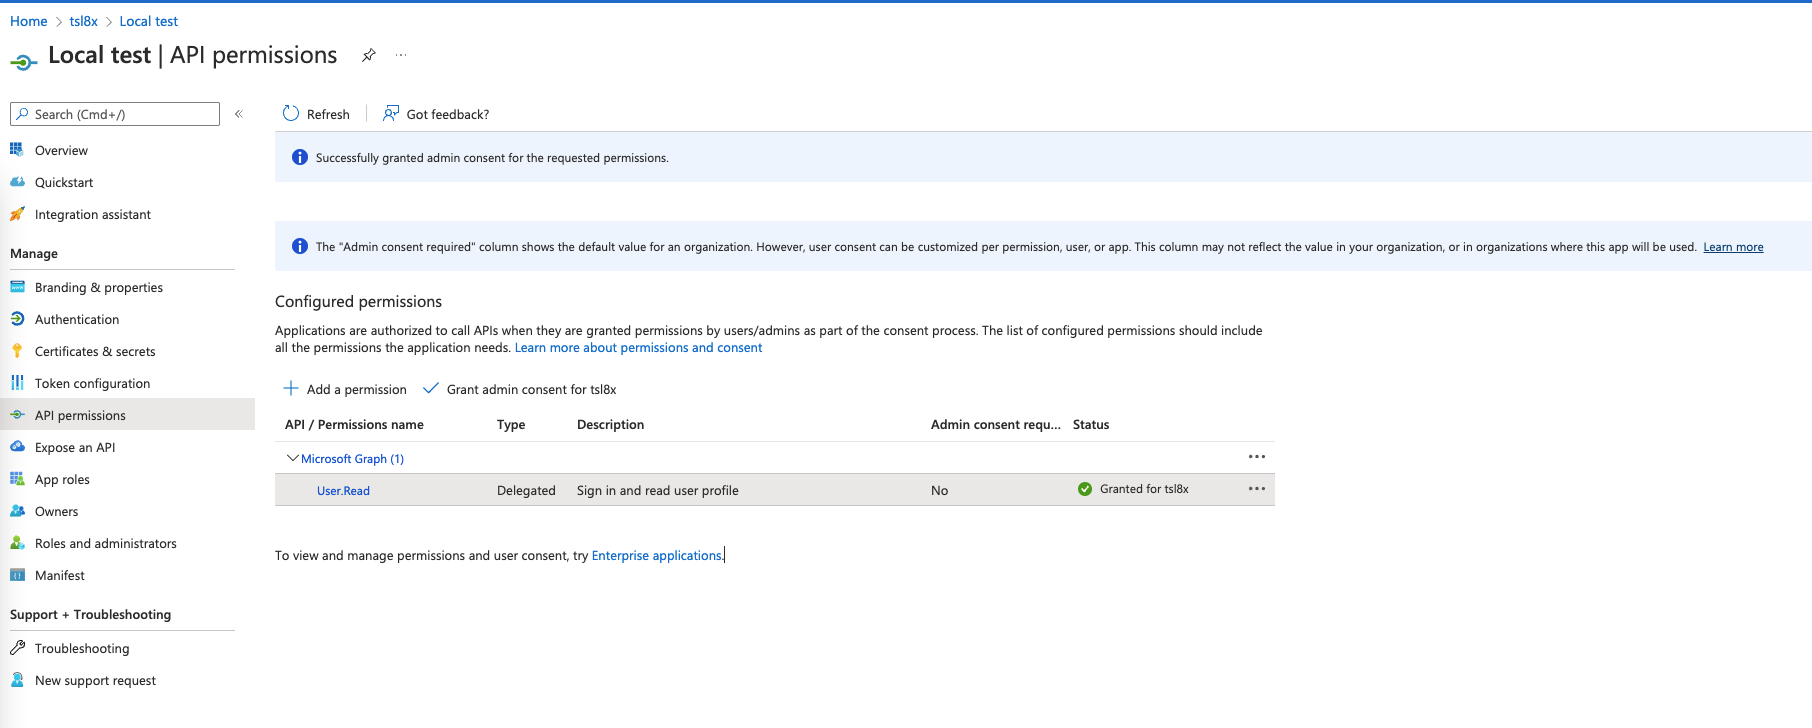 Home > tsl8x > Local test
Local test | API permissions ...
Search (Cmd+/) «
Refresh | Got feedback?
Successfully granted admin consent for the requested permissions.
Overview
Quickstart
Integration assistant
The "Admin consent required" column shows the default value for an organization. However, user consent can be customized per permission, user, or app. This column may not reflect the value in your organization, or in organizations where this app will be used. Learn more
Manage
Branding & properties
Authentication
Certificates & secrets
Token configuration
API permissions
Expose an API
App roles
Owners
Roles and administrators
Manifest
Support + Troubleshooting
Troubleshooting
New support request
Configured permissions
Applications are authorized to call APIs when they are granted permissions by users/admins as part of the consent process. The list of configured permissions should include
all the permissions the application needs. Learn more about permissions and consent
Add a permission Grant admin consent for tsl8x
API / Permissions name Type Description Admin consent requ... Status
Microsoft Graph (1) ...
User.Read Delegated Sign in and read user profile No Granted for tsl8x ...
To view and manage permissions and user consent, try Enterprise applications.